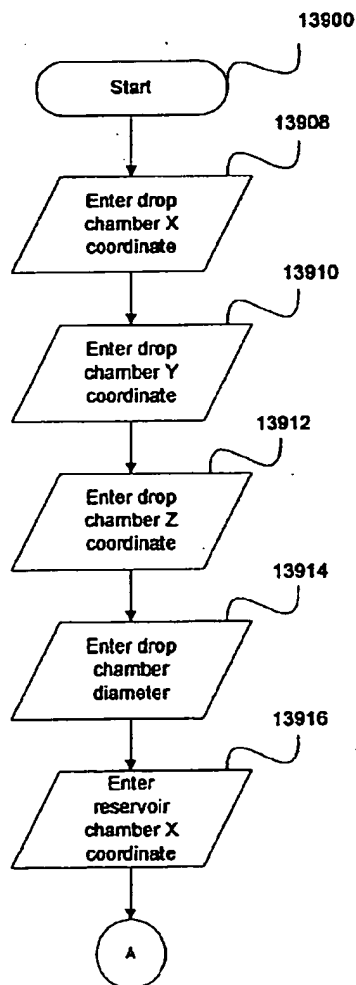 13900
Start
13908
Enter drop
chamber X
coordinate
13910
Enter drop
chamber Y
coordinate
13912
Enter drop
chamber Z
coordinate
13914
Enter drop
chamber
diameter
13916
Enter
reservoir
chamber X
coordinate
A